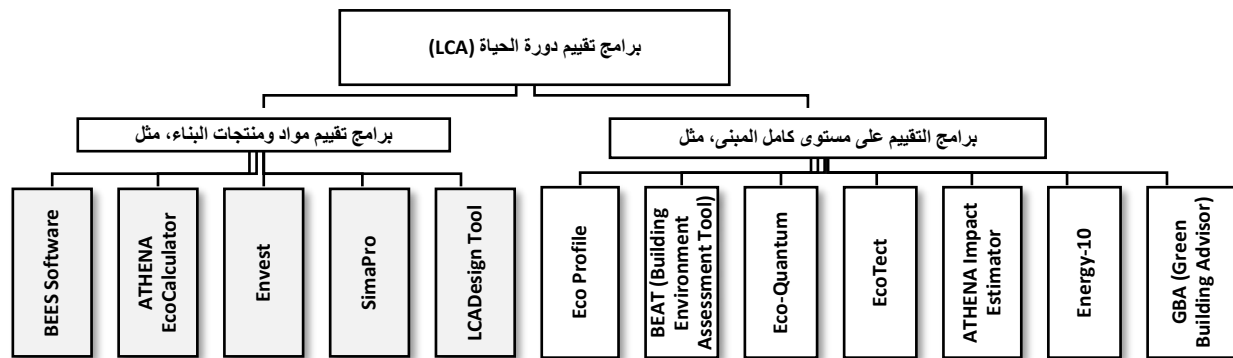 برامج تقييم دورة الحياة (LCA)
برامج التقييم على مستوى كامل المبنى، مثل
برامج تقييم مواد ومنتجات البناء، مثل
BEES Software
ATHENA
EcoCalculator
Envest
SimaPro
LCADesign Tool
Eco Profile
BEAT (Building
Environment
Assessment Tool)
Eco-Quantum
EcoTect
ATHENA Impact
Estimator
Energy-10
GBA (Green
Building Advisor)